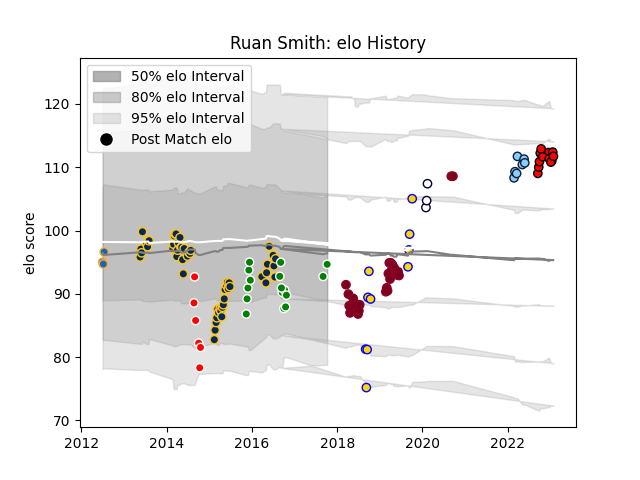 Ruan Smith: elo History
50% elo Interval
80% elo Interval
95% elo Interval
Post Match elo
elo score
120
110
100
90
80
70
2012
2014
2016
2018
2020
2022